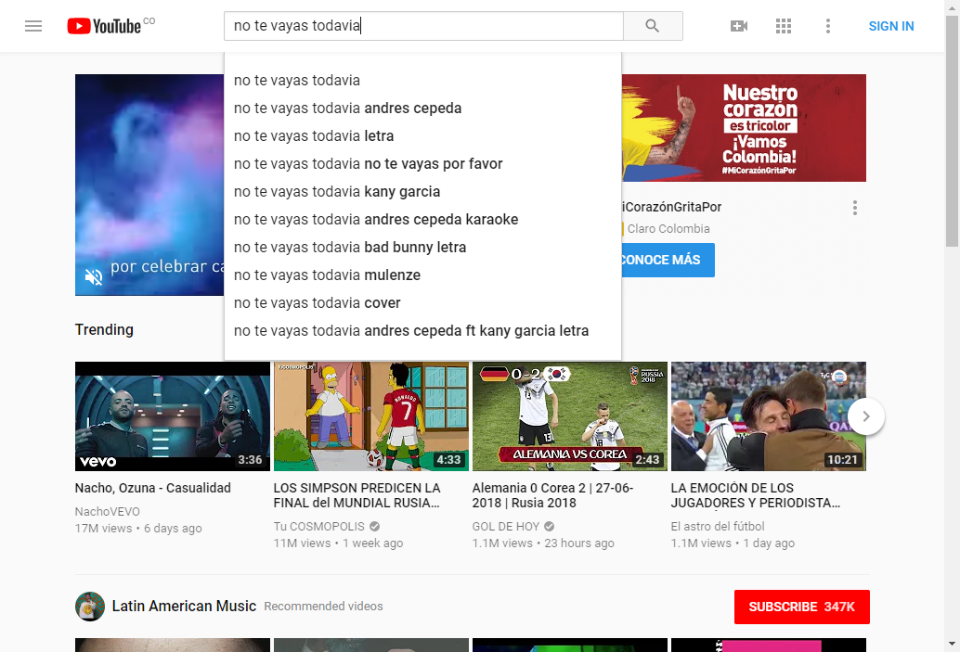 YouTube CO
no te vayas todavia
SIGN IN
no te vayas todavia
no te vayas todavia andres cepeda
no te vayas todavia letra
no te vayas todavia no te vayas por favor
no te vayas todavia kany garcia
no te vayas todavia andres cepeda karaoke
no te vayas todavia bad bunny letra
no te vayas todavia mulenze
no te vayas todavia cover
no te vayas todavia andres cepeda ft kany garcia letra
por celebrar ca
Nuestro
corazón
es tricolor
¡Vamos
Colombia!
#MiCorazónGritaPor
iCorazónGritaPor
Claro Colombia
CONOCE MÁS
Trending
vevo
3:36
Nacho, Ozuna - Casualidad
NachoVEVO
17M views • 6 days ago
X COSMOPOLIS
RONALDO
7
4:33
LOS SIMPSON PREDICEN LA
FINAL del MUNDIAL RUSIA...
Tu COSMOPOLIS
11M views • 1 week ago
0 2
RUSSIA
2018
13
ALEMANIA VS COREA
2:43
Alemania 0 Corea 2 | 27-06-
2018 | Rusia 2018
GOL DE HOY
1.1M views • 23 hours ago
10:21
LA EMOCIÓN DE LOS
JUGADORES Y PERIODISTA...
El astro del fútbol
1.1M views • 1 day ago
Latin American Music Recommended videos
SUBSCRIBE 347K